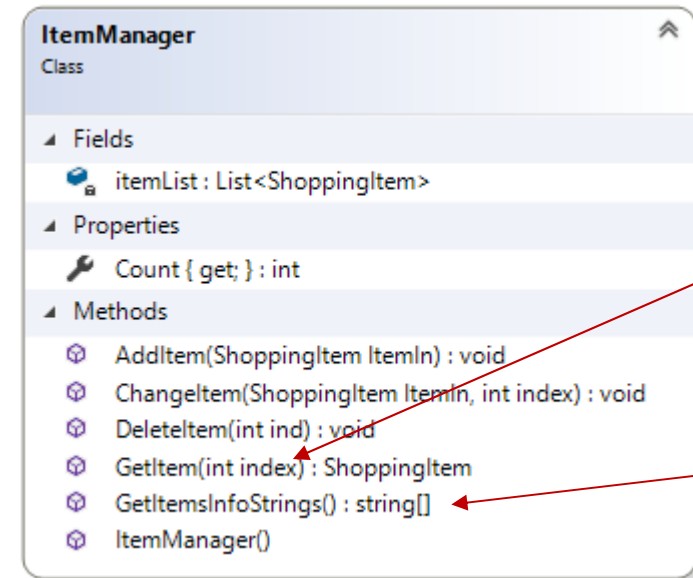 ItemManager
Class
Fields
itemList : List<ShoppingItem>
Properties
Count { get; } : int
Methods
AddItem(ShoppingItem ItemIn) : void
ChangeItem(ShoppingItem ItemIn, int index) : void
DeleteItem(int ind) : void
GetItem(int index) : ShoppingItem
GetItemsInfoStrings() : string[]
ItemManager()